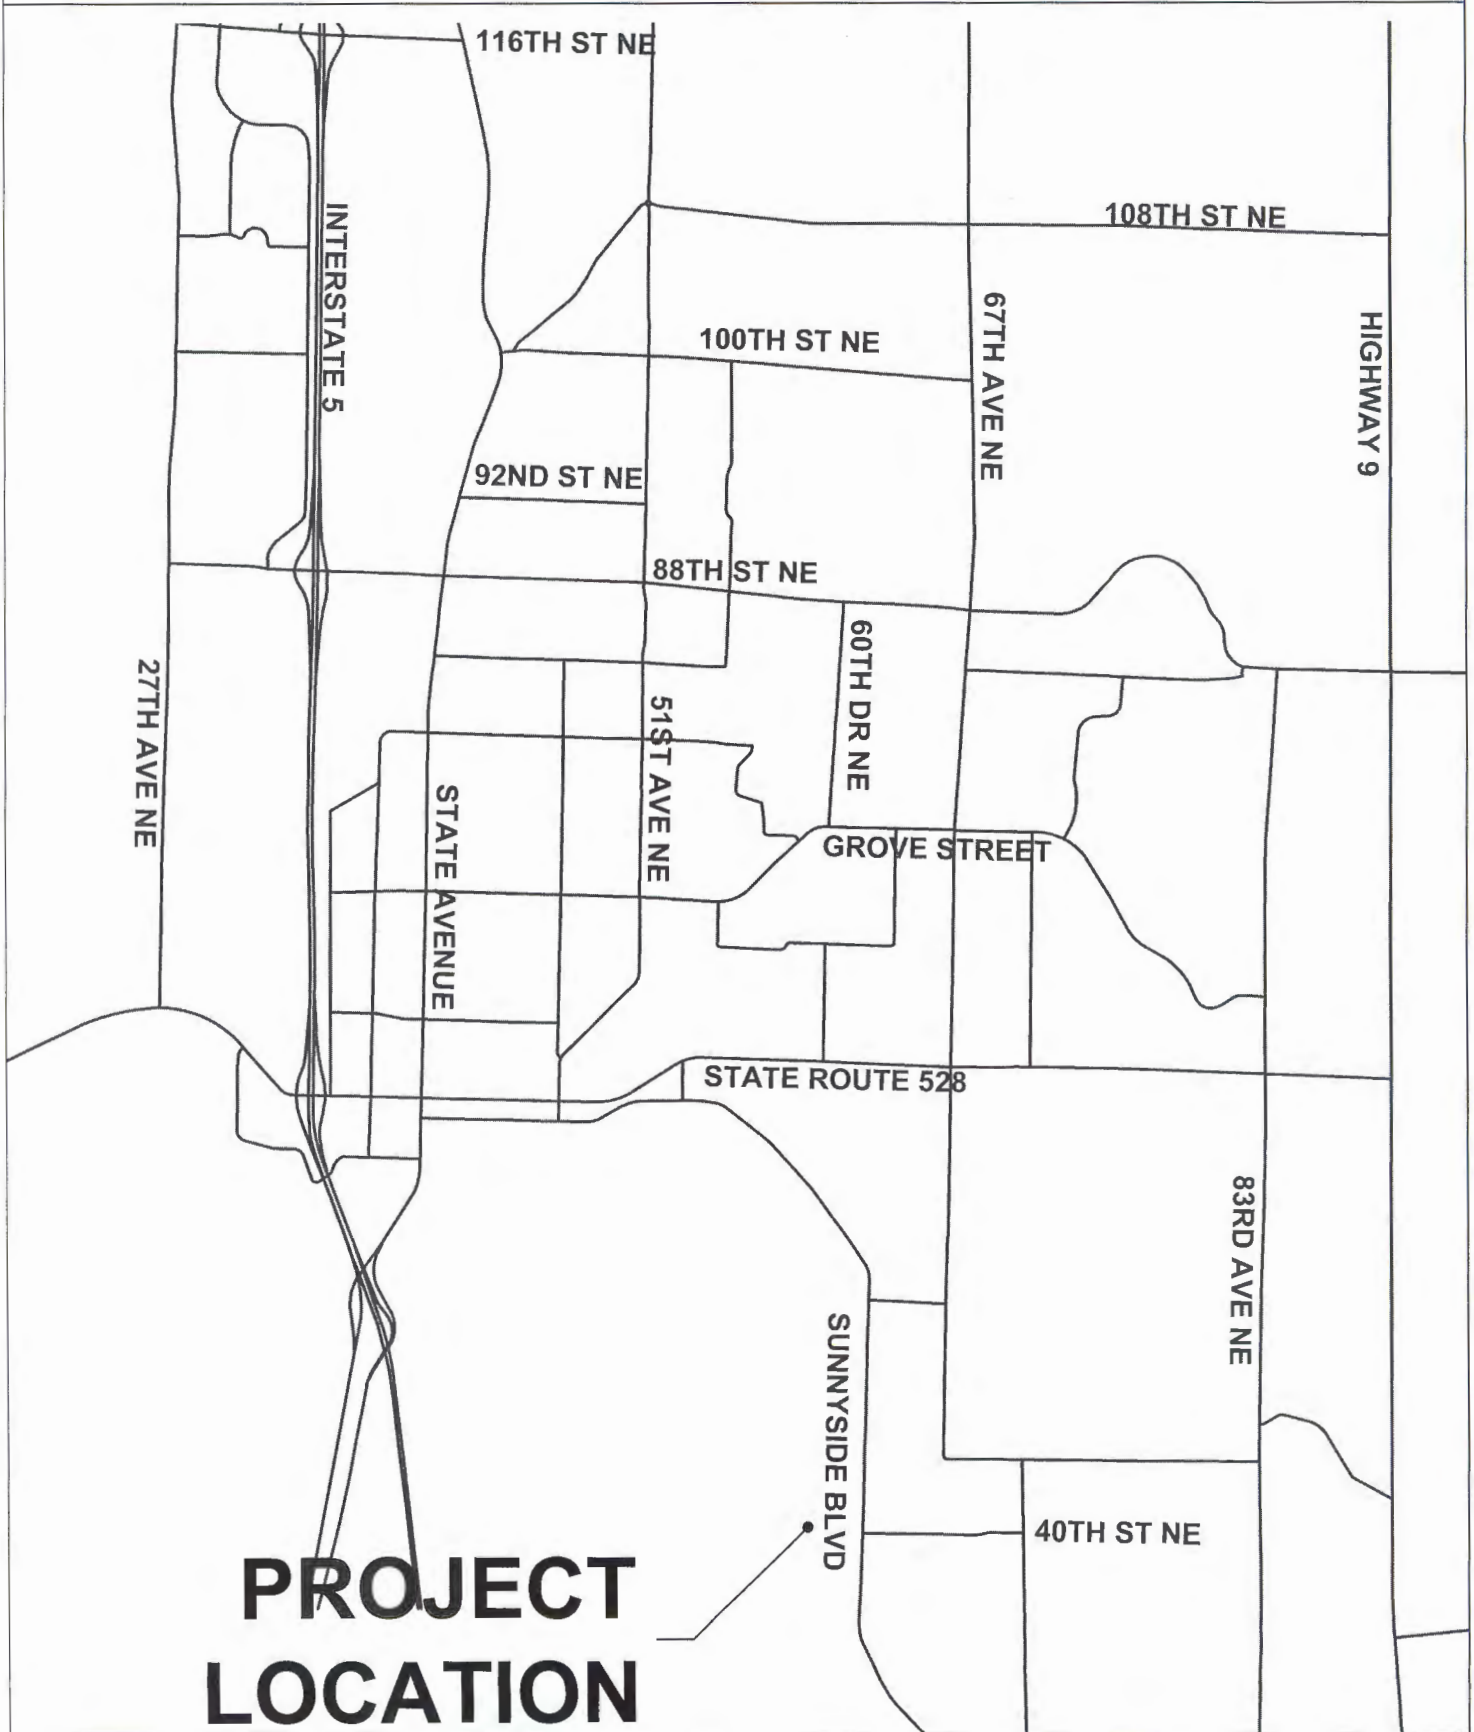 116TH ST NE
108TH ST NE
INTERSTATE 5
67TH AVE NE
HIGHWAY 9
100TH ST NE
92ND ST NE
88TH ST NE
60TH DR NE
27TH AVE NE
51ST AVE NE
STATE AVENUE
GROVE STREET
STATE ROUTE 528
83RD AVE NE
SUNNYSIDE BLVD
40TH ST NE
PROJECT
LOCATION